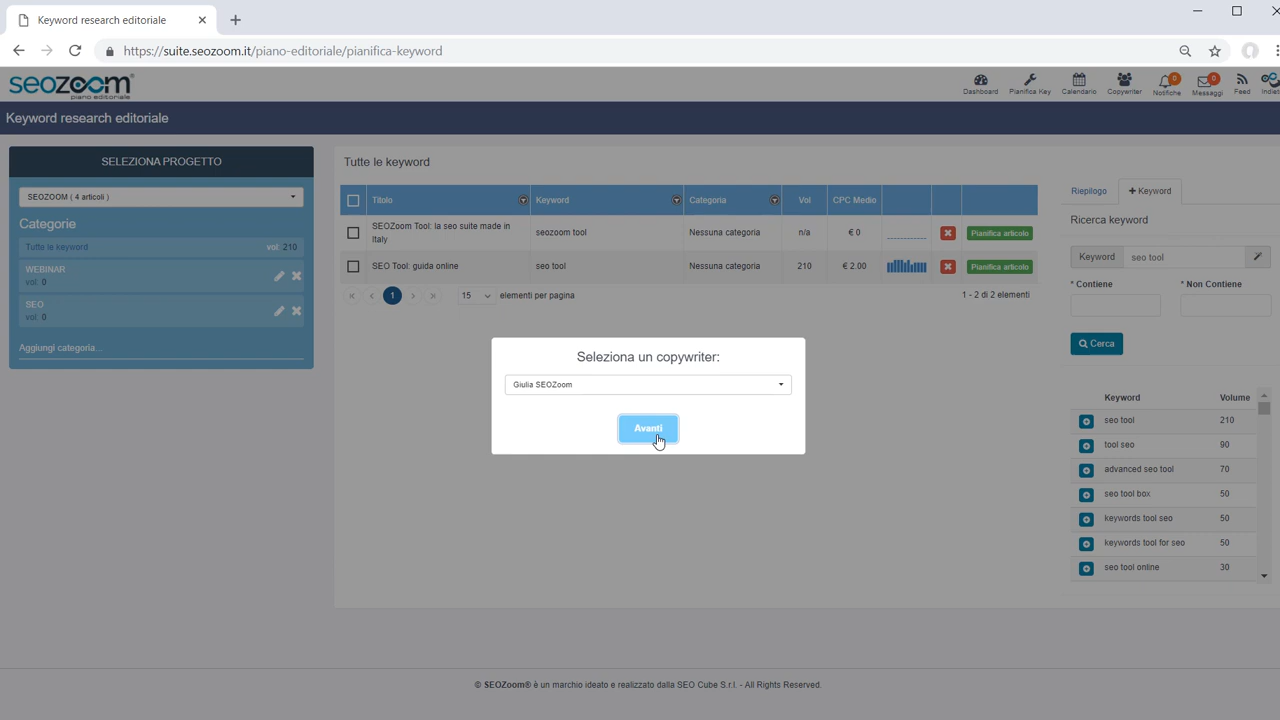 Keyword research editoriale
https://suite.seozoom.it/piano-editoriale/pianifica-keyword
seozoom
piano editoriale
Dashboard
Pianifica Key
Calendario
Copywriter
0
Notifiche
0
Messaggi
Feed
Keyword research editoriale
SELEZIONA PROGETTO
SEOZOOM ( 4 articoli )
Categorie
Tutte le keyword vol: 210
WEBINAR
vol: 0
SEO
vol: 0
Aggiungi categoria...
Tutte le keyword
Titolo Keyword Categoria Vol CPC Medio
SEOZoom Tool: la seo suite made in
Italy
seozoom tool Nessuna categoria n/a € 0 Pianifica articolo
SEO Tool: guida online seo tool Nessuna categoria 210 € 2.00 Pianifica articolo
1 15 elementi per pagina 1 - 2 di 2 elementi
Seleziona un copywriter:
Giulia SEOZoom
Avanti
Riepilogo + Keyword
Ricerca keyword
Keyword seo tool
* Contiene * Non Contiene
Cerca
Keyword Volume
seo tool 210
tool seo 90
advanced seo tool 70
seo tool box 50
keywords tool seo 50
keywords tool for seo 50
seo tool online 30
© SEOZoom® è un marchio ideato e realizzato dalla SEO Cube S.r.l. - All Rights Reserved.